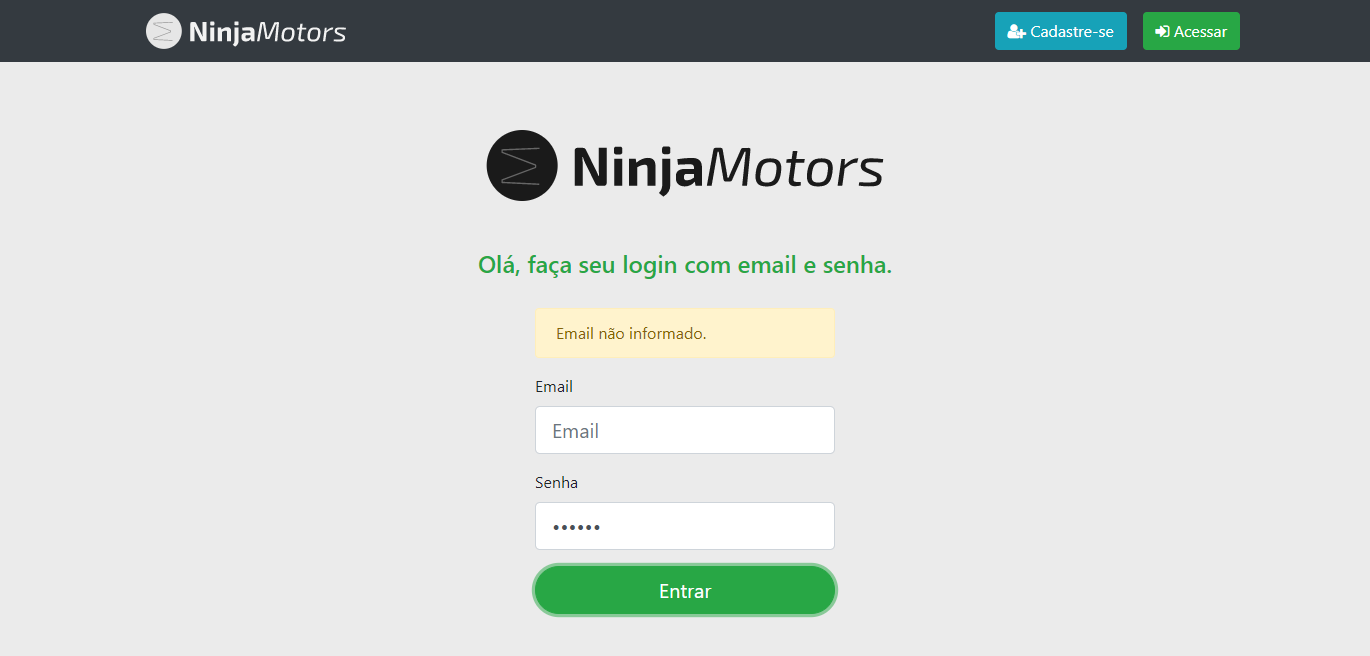 NinjaMotors
Cadastre-se
Acessar
NinjaMotors
Olá, faça seu login com email e senha.
Email não informado.
Email
Email
Senha
••••••
Entrar